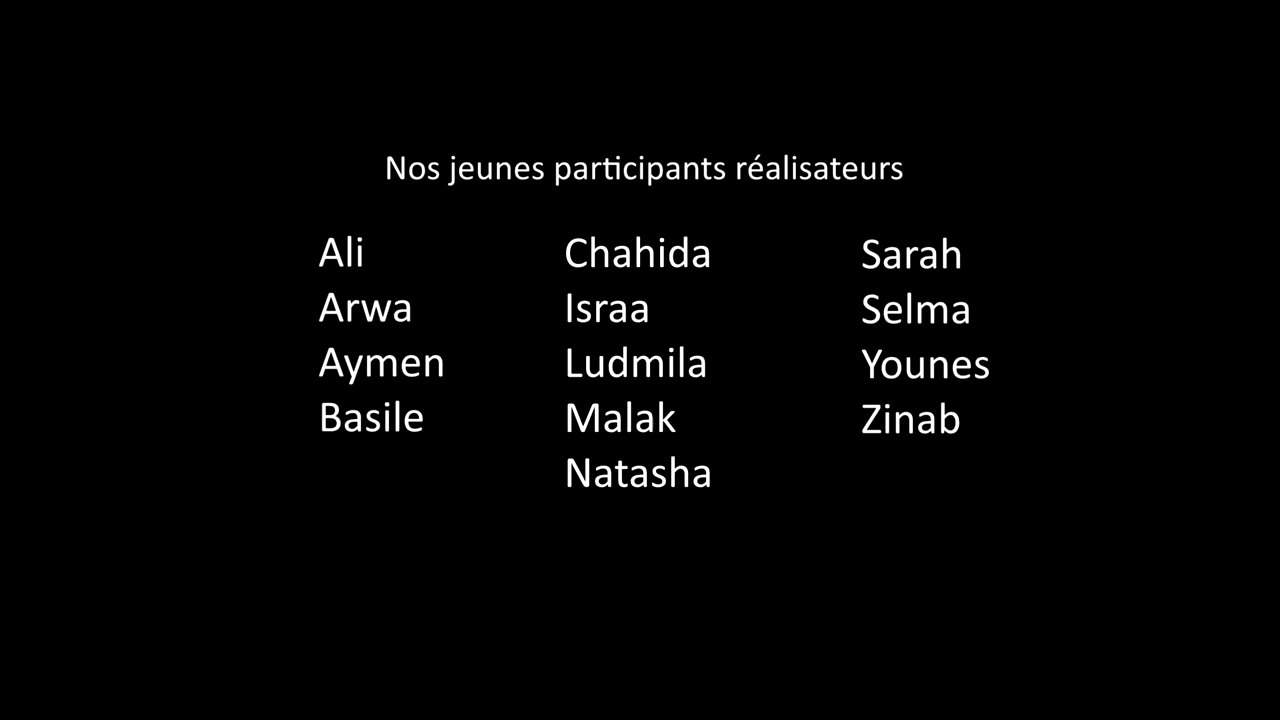 Nos jeunes participants réalisateurs
Ali
Arwa
Aymen
Basile
Chahida
Israa
Ludmila
Malak
Natasha
Sarah
Selma
Younes
Zinab